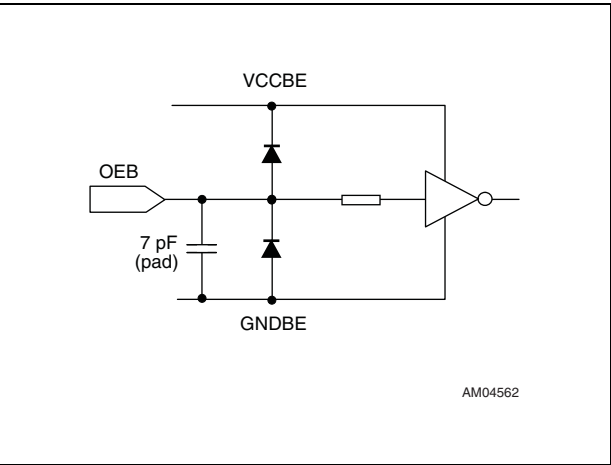 VCCBE
OEB
7 pF
(pad)
GNDBE
AM04562